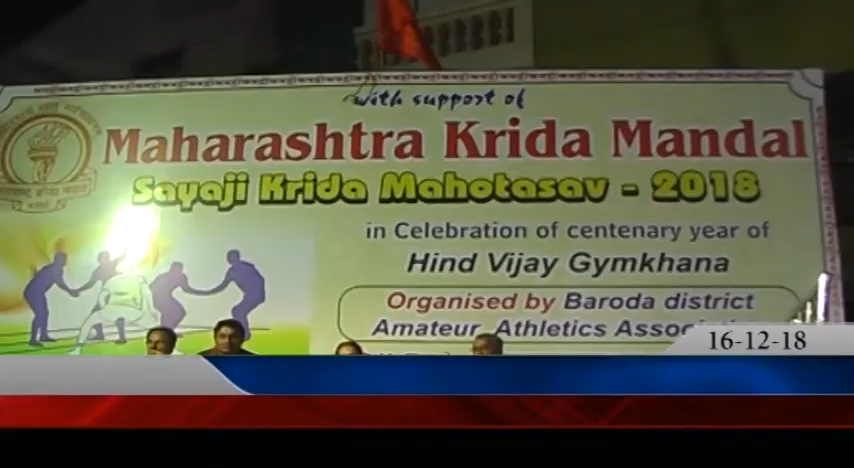 With support of
Maharashtra Krida Mandal
Sayaji Krida Mahotasav - 2018
in Celebration of centenary year of
Hind Vijay Gymkhana
Organised by Baroda district
Amateur Athletics
16-12-18